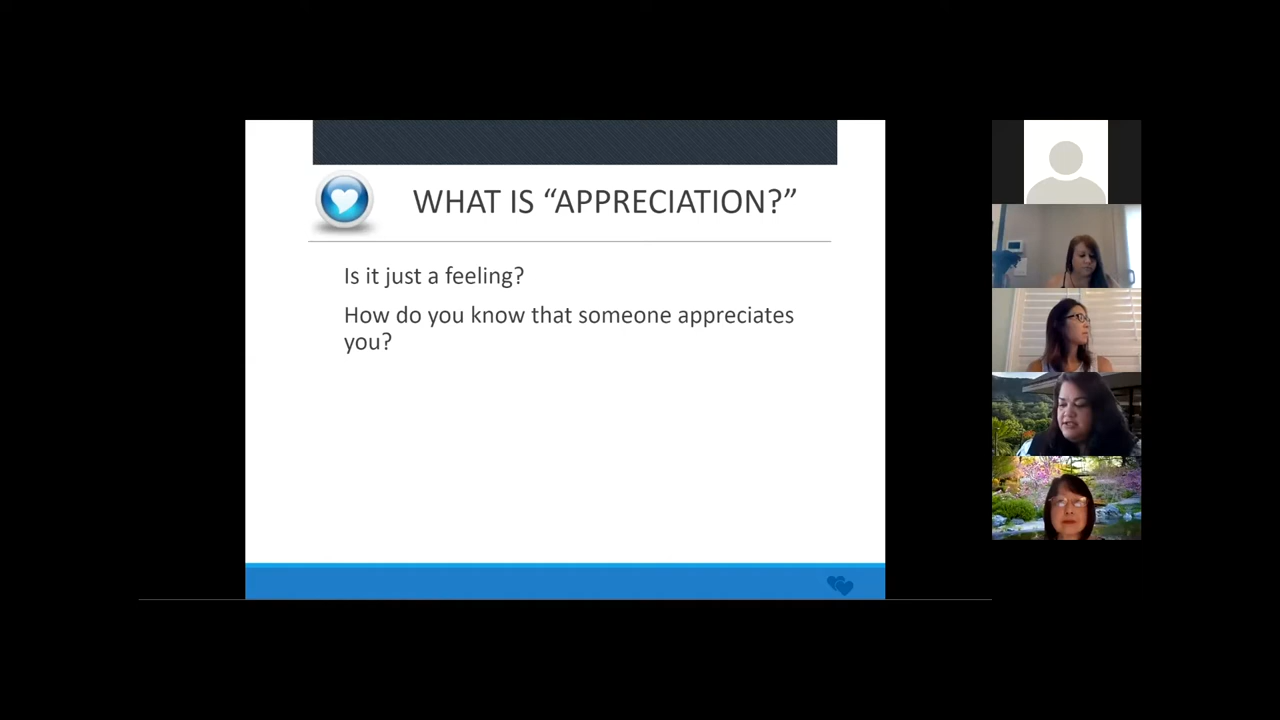 WHAT IS “APPRECIATION?”
Is it just a feeling?
How do you know that someone appreciates
you?